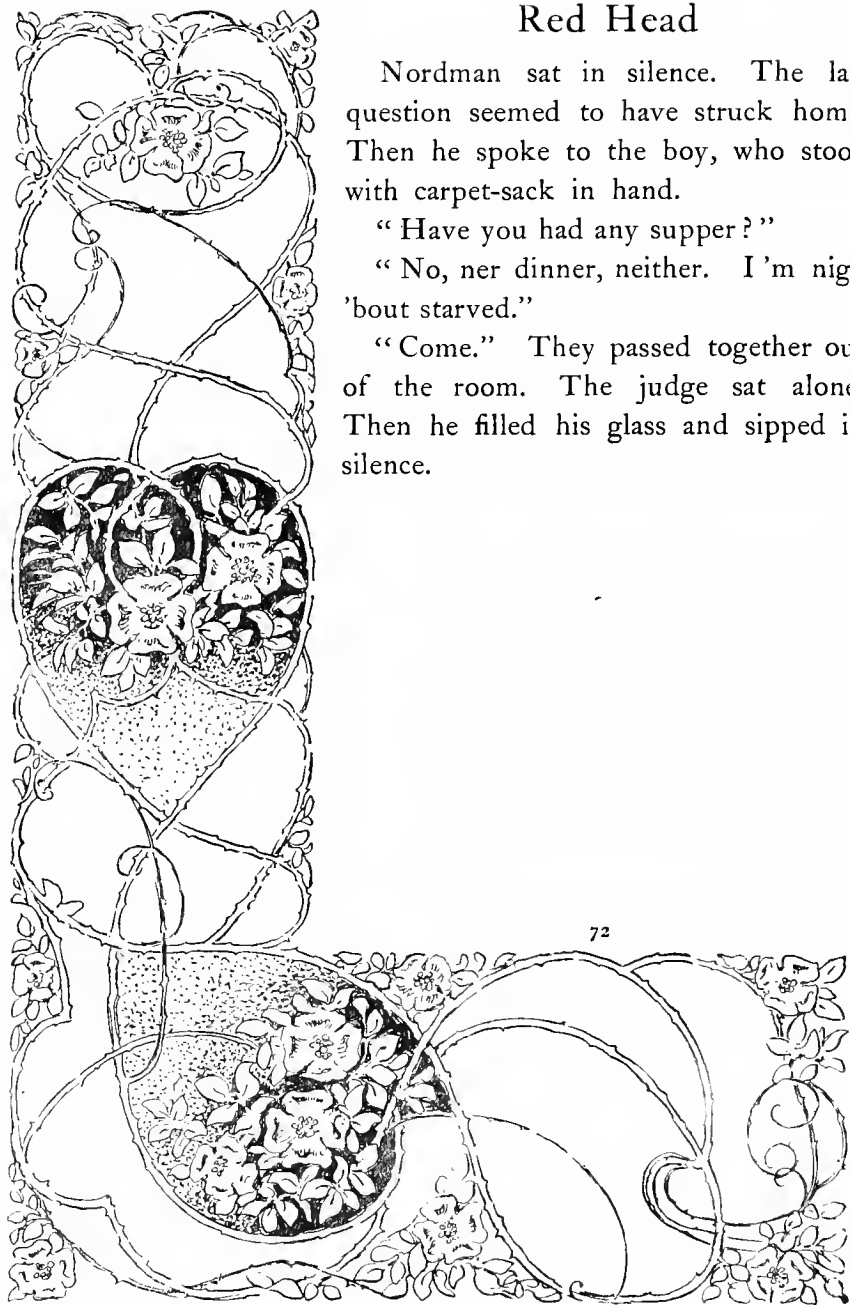 Red Head
Nordman sat in silence. The la
question seemed to have struck hom
Then he spoke to the boy, who stoo
with carpet-sack in hand.
“Have you had any supper?”
“No, ner dinner, neither. I 'm nig
'bout starved.”
“Come.” They passed together ou
of the room. The judge sat alone
Then he filled his glass and sipped i
silence.
72